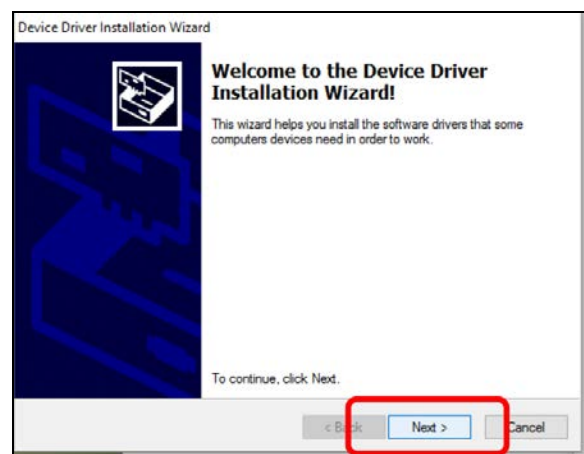 Device Driver Installation Wizard
Welcome to the Device Driver
Installation Wizard!
This wizard helps you install the software drivers that some
computers devices need in order to work.
To continue, click Next.
< Back
Next >
Cancel